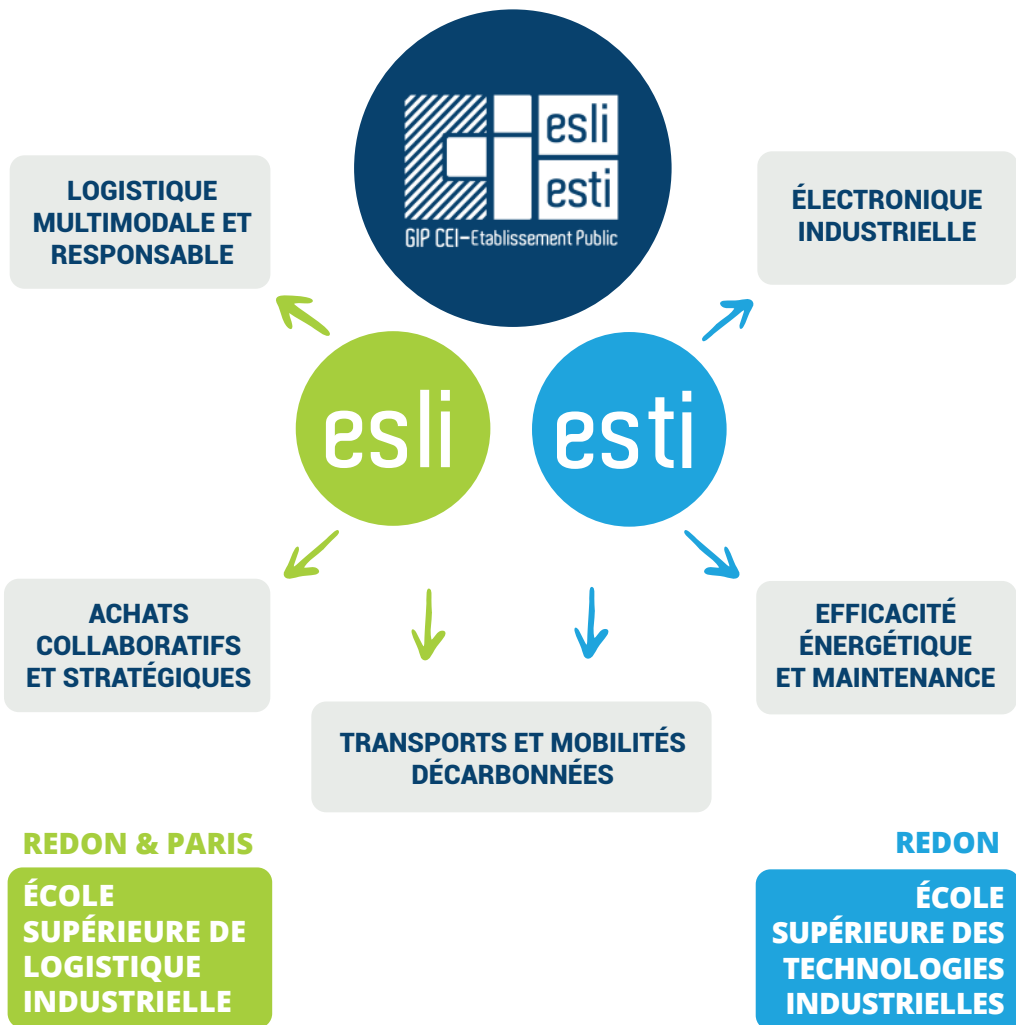 esli
esti
GIP CEI-Etablissement Public
LOGISTIQUE
MULTIMODALE ET
RESPONSABLE
ÉLECTRONIQUE
INDUSTRIELLE
esli
esti
ACHATS
COLLABORATIFS
ET STRATÉGIQUES
EFFICACITÉ
ÉNERGÉTIQUE
ET MAINTENANCE
TRANSPORTS ET MOBILITÉS
DÉCARBONNÉES
REDON & PARIS
ÉCOLE
SUPÉRIEURE DE
LOGISTIQUE
INDUSTRIELLE
REDON
ÉCOLE
SUPÉRIEURE DES
TECHNOLOGIES
INDUSTRIELLES